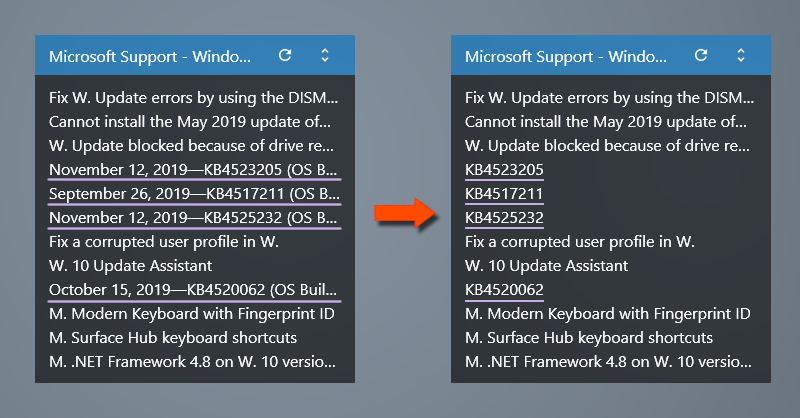 Microsoft Support - Windo...
Fix W. Update errors by using the DISM...
Cannot install the May 2019 update of...
W. Update blocked because of drive re...
November 12, 2019—KB4523205 (OS B...
September 26, 2019—KB4517211 (OS B...
November 12, 2019—KB4525232 (OS B...
Fix a corrupted user profile in W.
W. 10 Update Assistant
October 15, 2019—KB4520062 (OS Buil...
M. Modern Keyboard with Fingerprint ID
M. Surface Hub keyboard shortcuts
M. .NET Framework 4.8 on W. 10 versio...
Microsoft Support - Windo...
Fix W. Update errors by using the DISM...
Cannot install the May 2019 update of...
W. Update blocked because of drive re...
KB4523205
KB4517211
KB4525232
Fix a corrupted user profile in W.
W. 10 Update Assistant
KB4520062
M. Modern Keyboard with Fingerprint ID
M. Surface Hub keyboard shortcuts
M. .NET Framework 4.8 on W. 10 versio...